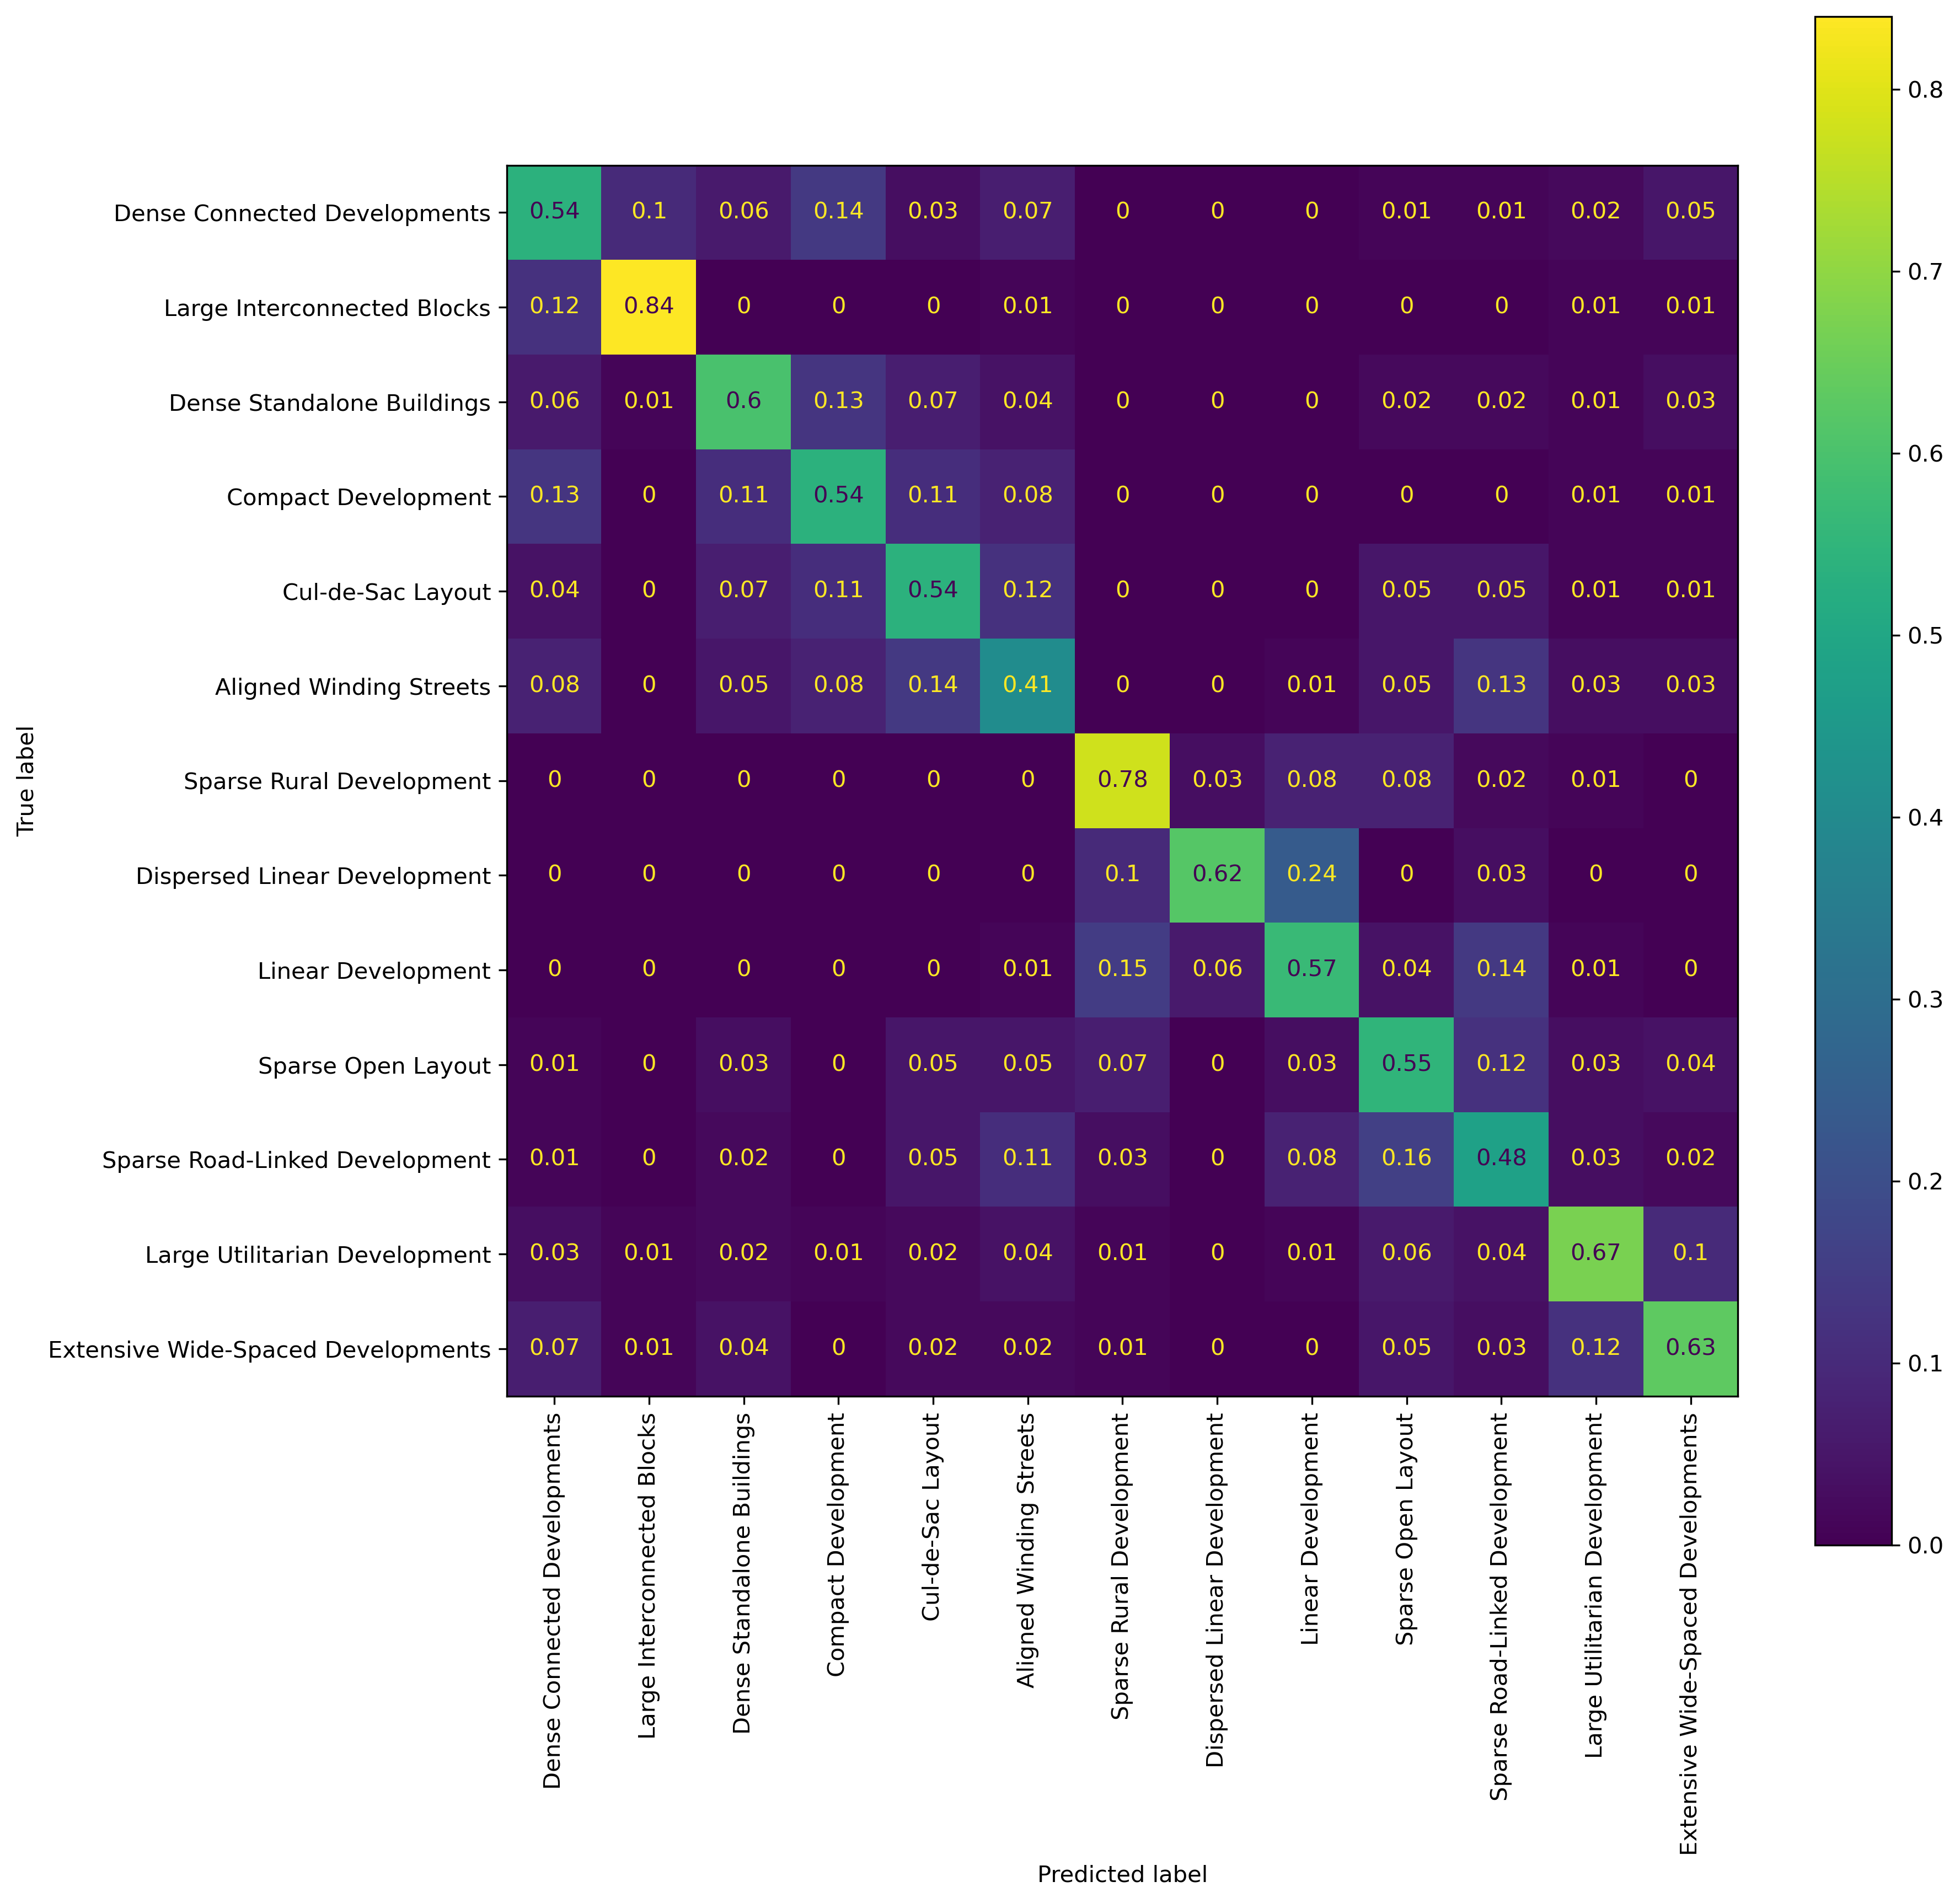 0.8
0.7
0.6
0.5
0.4
0.3
0.2
0.1
0.0
True label
Dense Connected Developments 0.54 0.1 0.06 0.14 0.03 0.07 0 0 0 0.01 0.01 0.02 0.05
Large Interconnected Blocks 0.12 0.84 0 0 0 0.01 0 0 0 0 0 0.01 0.01
Dense Standalone Buildings 0.06 0.01 0.6 0.13 0.07 0.04 0 0 0 0.02 0.02 0.01 0.03
Compact Development 0.13 0 0.11 0.54 0.11 0.08 0 0 0 0 0 0.01 0.01
Cul-de-Sac Layout 0.04 0 0.07 0.11 0.54 0.12 0 0 0 0.05 0.05 0.01 0.01
Aligned Winding Streets 0.08 0 0.05 0.08 0.14 0.41 0 0 0.01 0.05 0.13 0.03 0.03
Sparse Rural Development 0 0 0 0 0 0 0.78 0.03 0.08 0.08 0.02 0.01 0
Dispersed Linear Development 0 0 0 0 0 0 0.1 0.62 0.24 0 0.03 0 0
Linear Development 0 0 0 0 0 0.01 0.15 0.06 0.57 0.04 0.14 0.01 0
Sparse Open Layout 0.01 0 0.03 0 0.05 0.05 0.07 0 0.03 0.55 0.12 0.03 0.04
Sparse Road-Linked Development 0.01 0 0.02 0 0.05 0.11 0.03 0 0.08 0.16 0.48 0.03 0.02
Large Utilitarian Development 0.03 0.01 0.02 0.01 0.02 0.04 0.01 0 0.01 0.06 0.04 0.67 0.1
Extensive Wide-Spaced Developments 0.07 0.01 0.04 0 0.02 0.02 0.01 0 0 0.05 0.03 0.12 0.63
Dense Connected Developments
Large Interconnected Blocks
Dense Standalone Buildings
Compact Development
Cul-de-Sac Layout
Aligned Winding Streets
Sparse Rural Development
Dispersed Linear Development
Linear Development
Sparse Open Layout
Sparse Road-Linked Development
Large Utilitarian Development
Extensive Wide-Spaced Developments
Predicted label